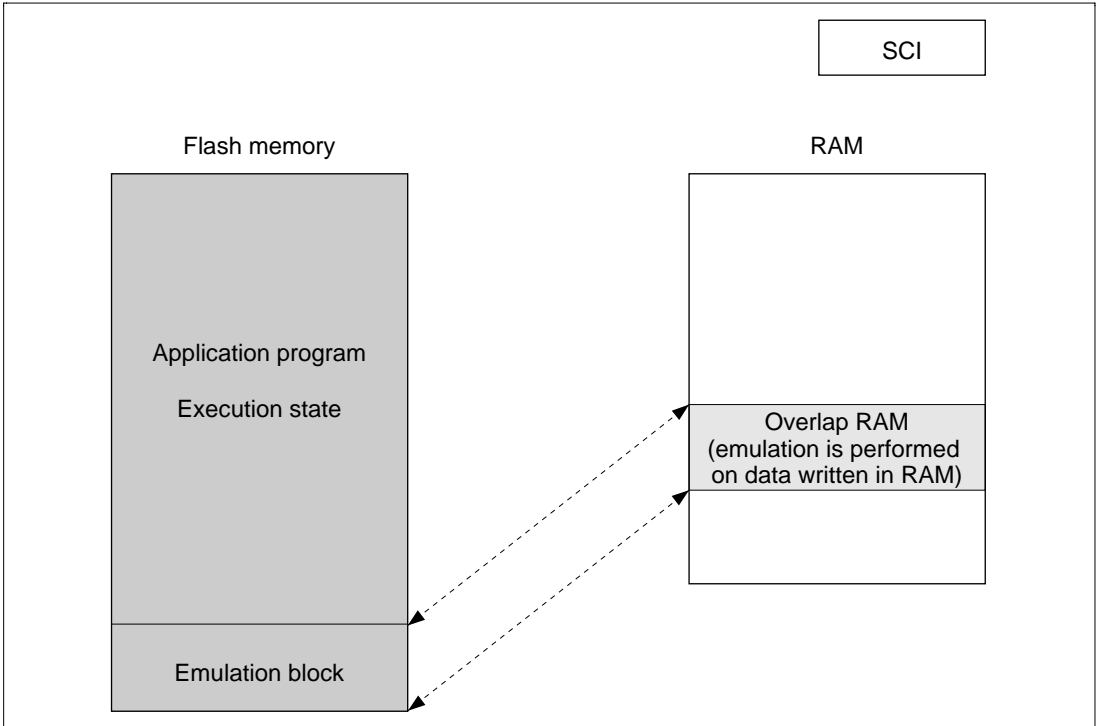 SCI
Flash memory
RAM
Application program
Execution state
Overlap RAM
(emulation is performed
on data written in RAM)
Emulation block